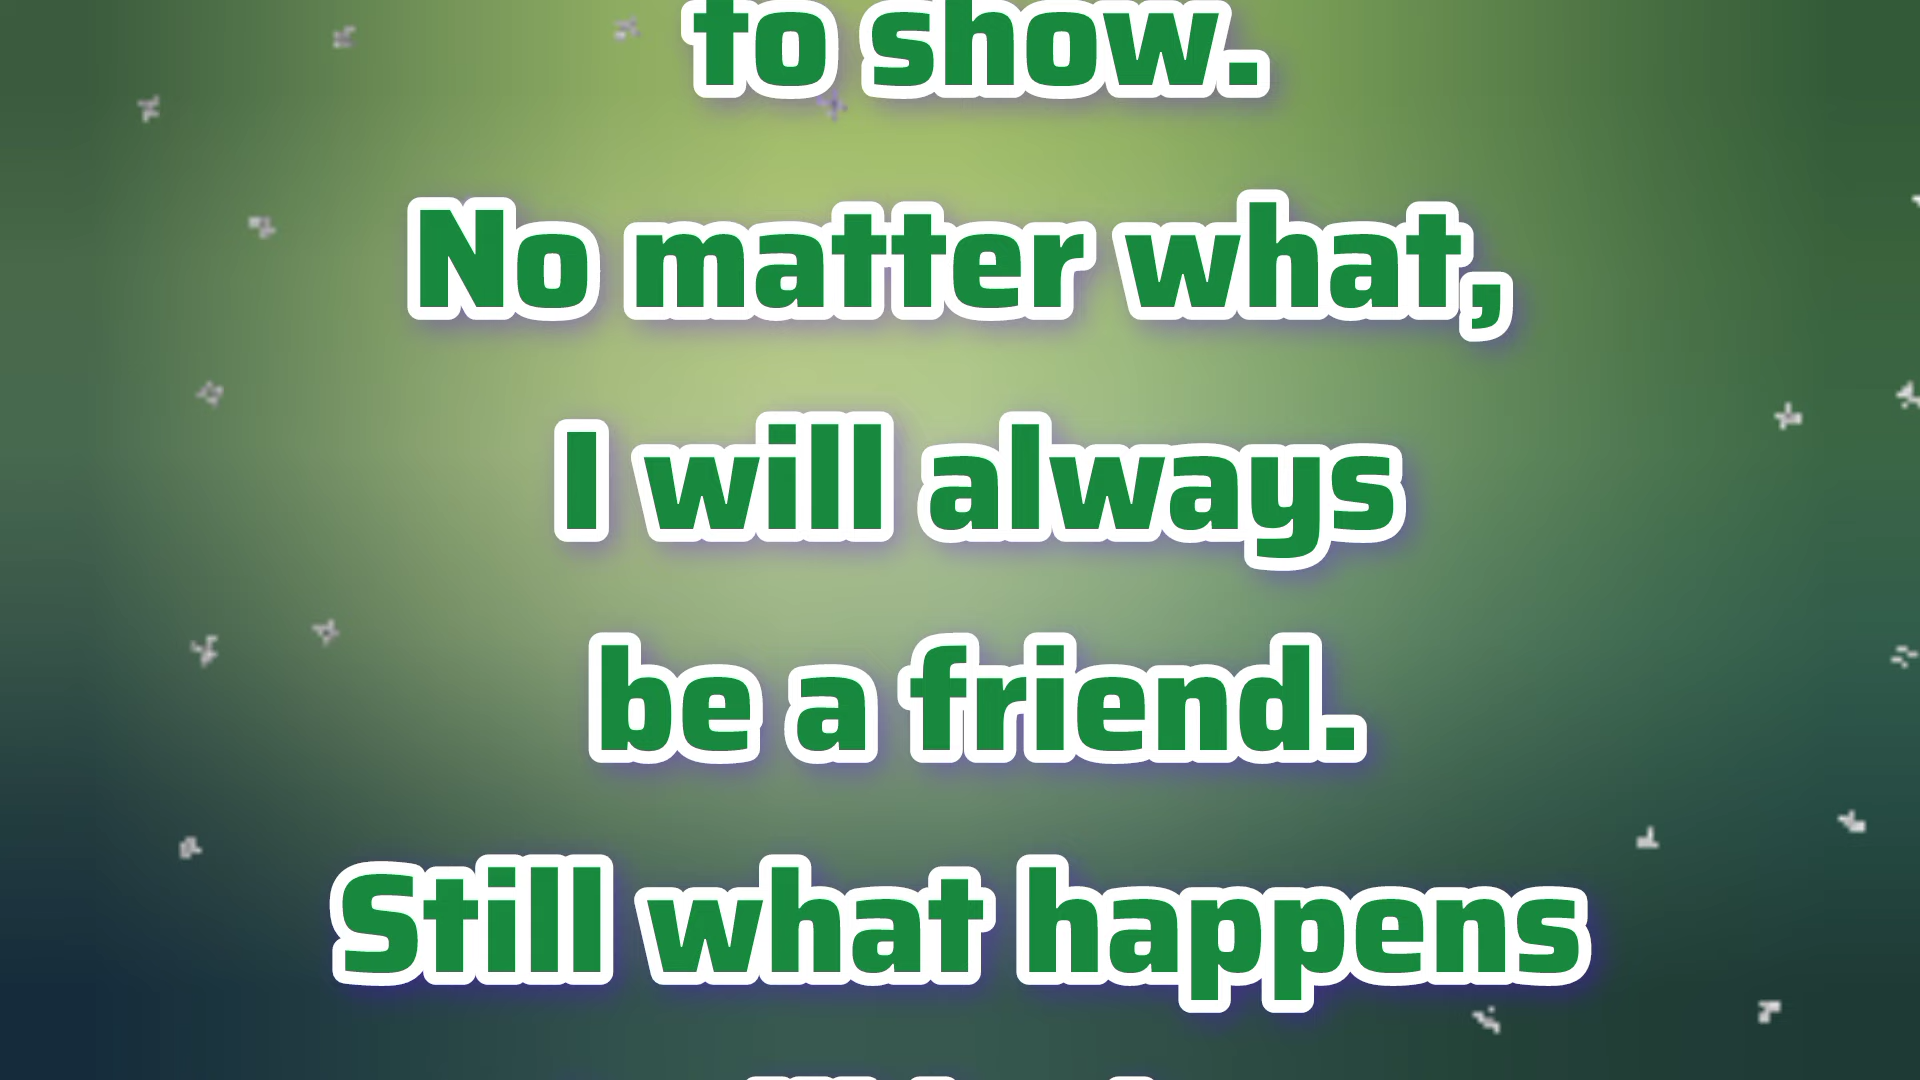 to show.
No matter what,
I will always
be a friend.
Still what happens